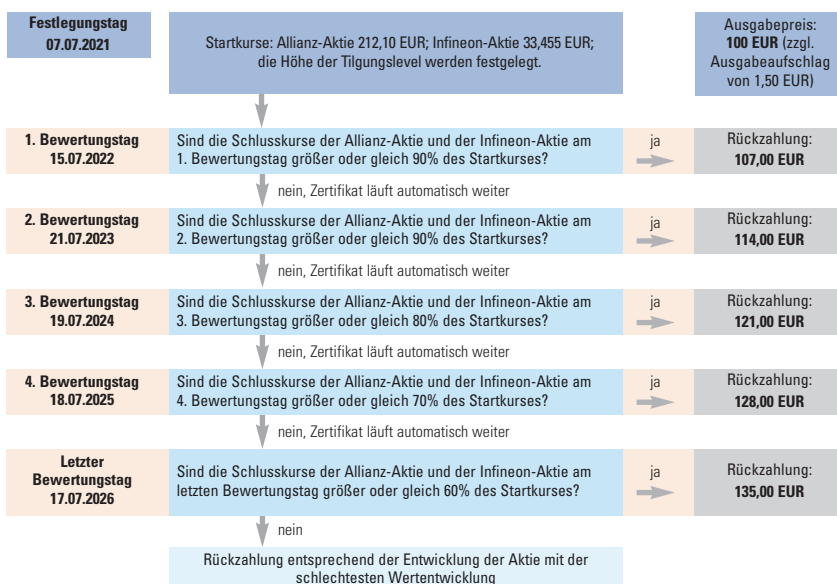 Festlegungstag
07.07.2021
Startkurse: Allianz-Aktie 212,10 EUR; Infineon-Aktie 33,455 EUR;
die Höhe der Tilgungslevel werden festgelegt.
Ausgabepreis:
100 EUR (zzgl.
Ausgabeaufschlag
von 1,50 EUR)
1. Bewertungstag
15.07.2022
Sind die Schlusskurse der Allianz-Aktie und der Infineon-Aktie am
1. Bewertungstag größer oder gleich 90% des Startkurses?
ja
Rückzahlung:
107,00 EUR
nein, Zertifikat läuft automatisch weiter
2. Bewertungstag
21.07.2023
Sind die Schlusskurse der Allianz-Aktie und der Infineon-Aktie am
2. Bewertungstag größer oder gleich 90% des Startkurses?
ja
Rückzahlung:
114,00 EUR
nein, Zertifikat läuft automatisch weiter
3. Bewertungstag
19.07.2024
Sind die Schlusskurse der Allianz-Aktie und der Infineon-Aktie am
3. Bewertungstag größer oder gleich 80% des Startkurses?
ja
Rückzahlung:
121,00 EUR
nein, Zertifikat läuft automatisch weiter
4. Bewertungstag
18.07.2025
Sind die Schlusskurse der Allianz-Aktie und der Infineon-Aktie am
4. Bewertungstag größer oder gleich 70% des Startkurses?
ja
Rückzahlung:
128,00 EUR
nein, Zertifikat läuft automatisch weiter
Letzter
Bewertungstag
17.07.2026
Sind die Schlusskurse der Allianz-Aktie und der Infineon-Aktie am
letzten Bewertungstag größer oder gleich 60% des Startkurses?
ja
Rückzahlung:
135,00 EUR
nein
Rückzahlung entsprechend der Entwicklung der Aktie mit der
schlechtesten Wertentwicklung